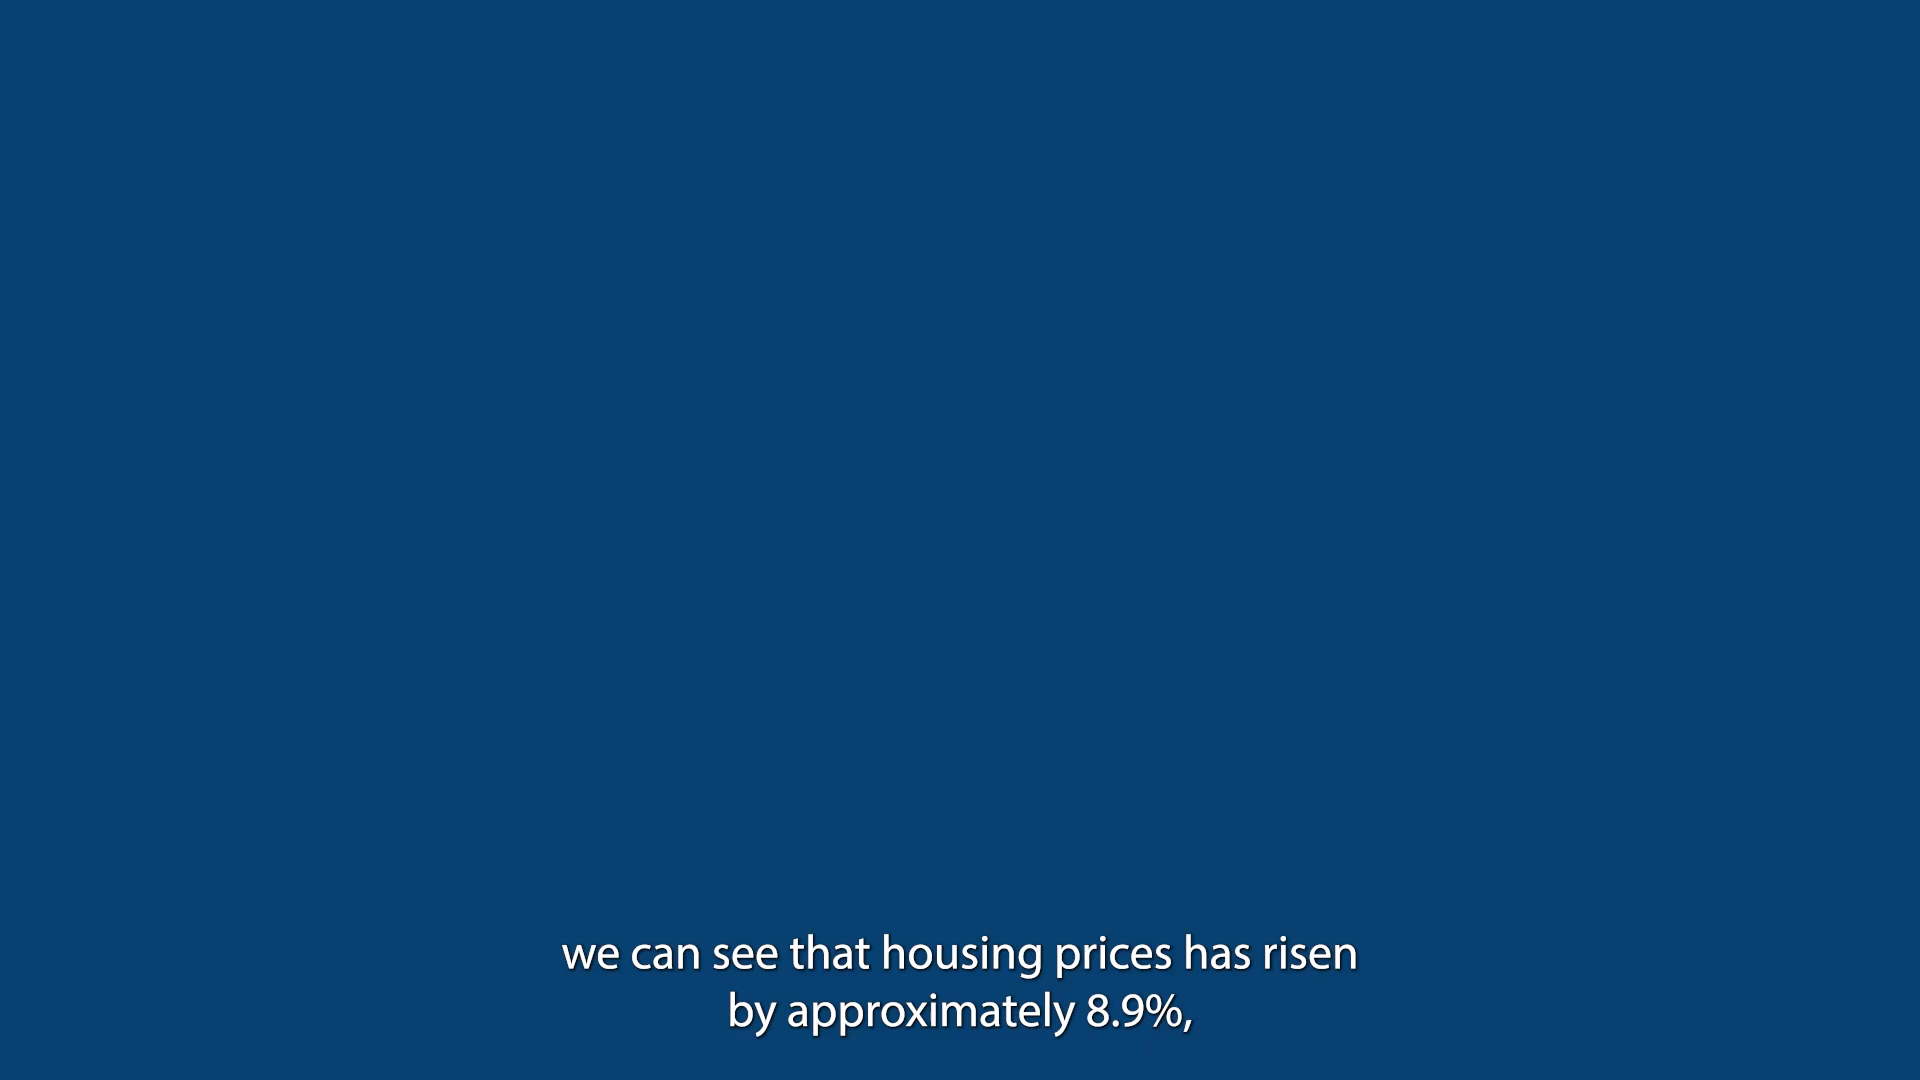 we can see that housing prices has risen
by approximately 8.9%,